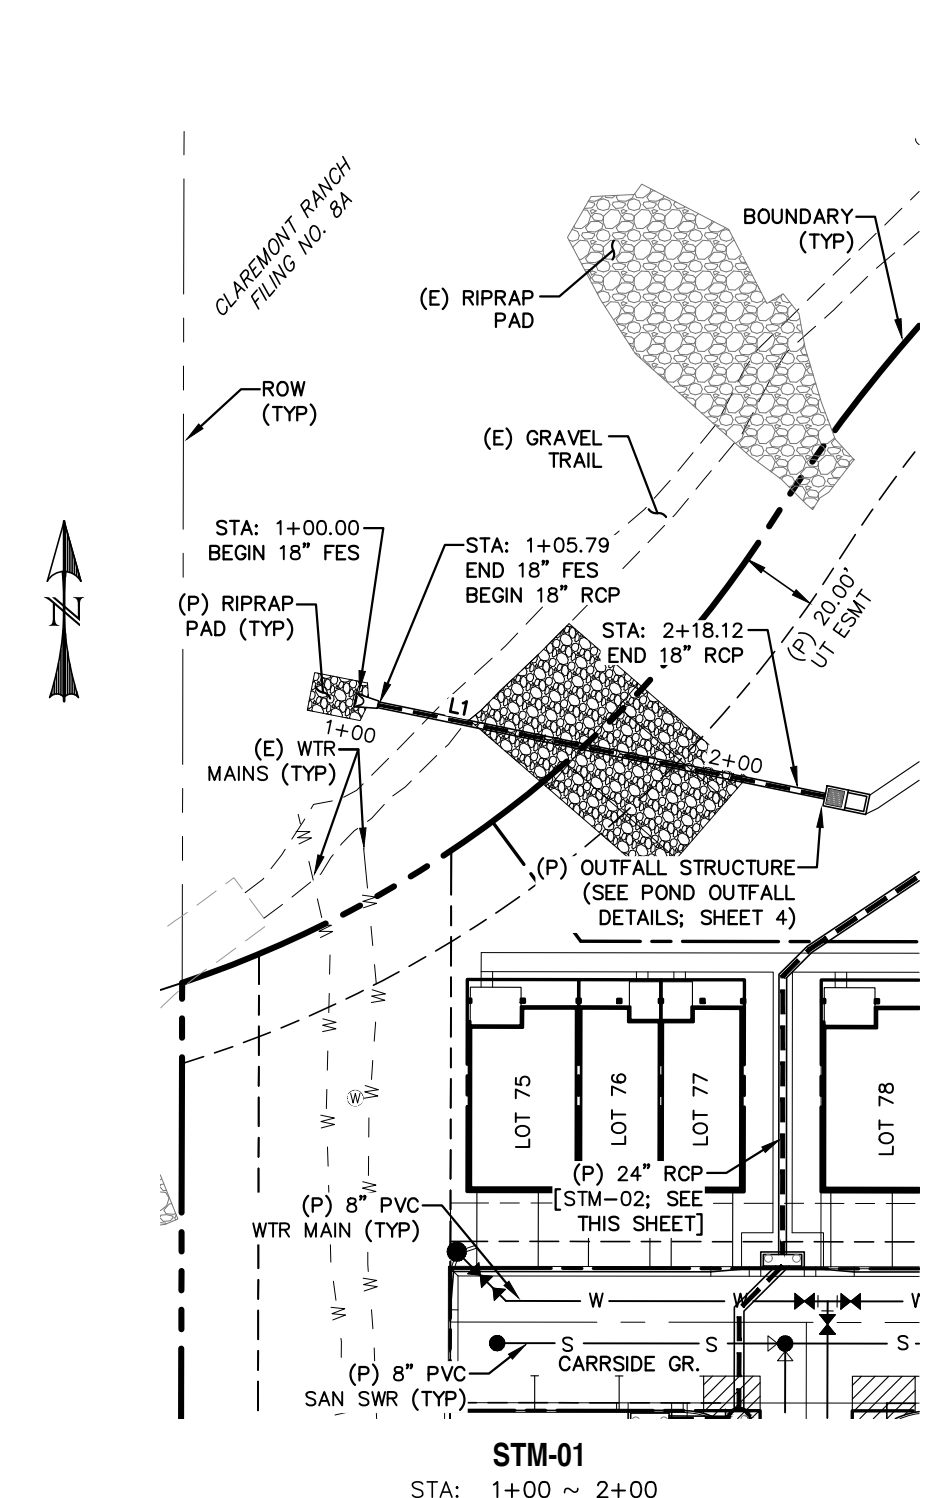 CLAREMONT RANCH
FILING NO. 8A
BOUNDARY
(TYP)
(E) RIPRAP
PAD
ROW
(TYP)
(E) GRAVEL
TRAIL
STA: 1+00.00
BEGIN 18" FES
STA: 1+05.79
END 18" FES
BEGIN 18" RCP
N
(P) 20.00'
UT ESMT
(P) RIPRAP
PAD (TYP)
STA: 2+18.12
END 18" RCP
L1
1+00
2+00
(E) WTR
MAINS (TYP)
W
(P) OUTFALL STRUCTURE
(SEE POND OUTFALL
DETAILS; SHEET 4)
W
W
W
W
W
W
W
W
LOT 75
LOT 76
LOT 77
LOT 78
W
W
(P) 24" RCP
[STM-02; SEE
THIS SHEET]
(P) 8" PVC
WTR MAIN (TYP)
W
W
W
W
W
S
S
S
CARRSIDE GR.
(P) 8" PVC
SAN SWR (TYP)
STM-01
STA: 1+00 ~ 2+00